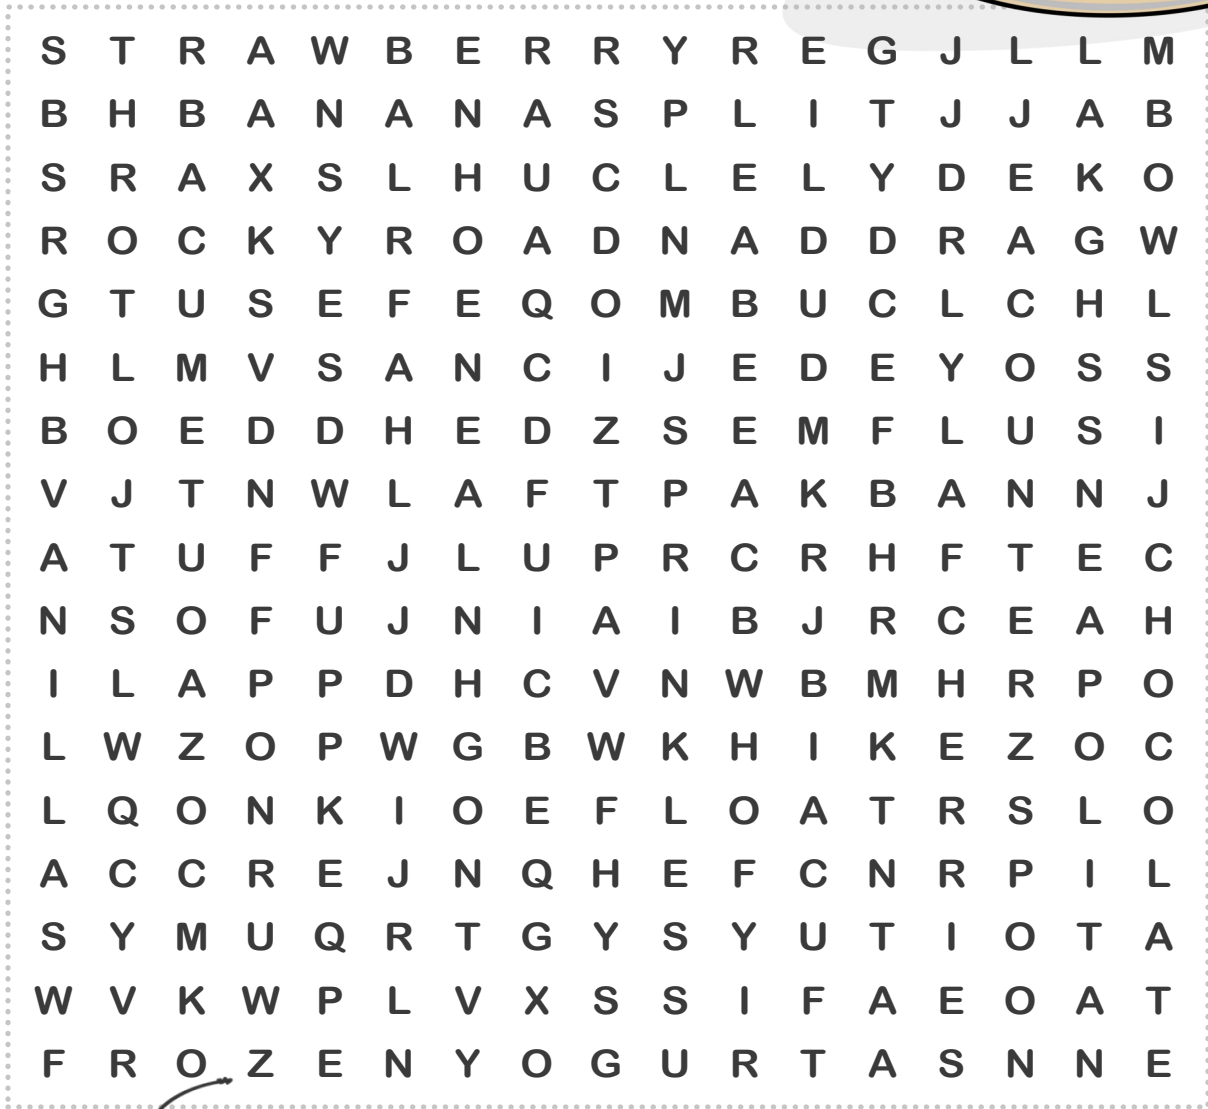 S T R A W B E R R Y R E G J L L M
B H B A N A N A S P L I T J J A B
S R A X S L H U C L E L Y D E K O
R O C K Y R O A D N A D D R A G W
G T U S E F E Q O M B U C L C H L
H L M V S A N C I J E D E Y O S S
B O E D D H E D Z S E M F L U S I
V J T N W L A F T P A K B A N N J
A T U F F J L U P R C R H F T E C
N S O F U J N I A I B J R C E A H
I L A P P D H C V N W B M H R P O
L W Z O P W G B W K H I K E Z O C
L Q O N K I O E F L O A T R S L O
A C C R E J N Q H E F C N R P I L
S Y M U Q R T G Y S Y U T I O T A
W V K W P L V X S S I F A E O A T
F R O Z E N Y O G U R T A S N N E